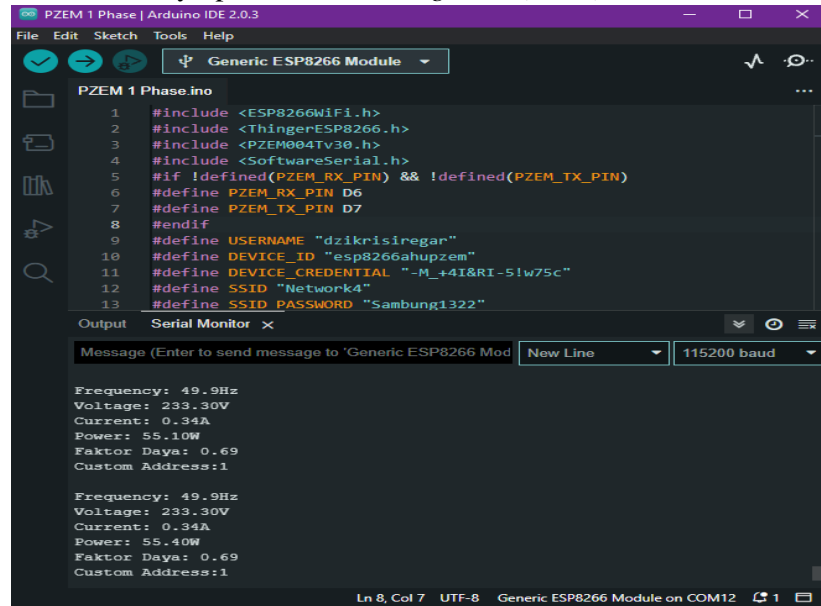 PZEM 1 Phase | Arduino IDE 2.0.3
File Edit Sketch Tools Help
Generic ESP8266 Module
PZEM 1 Phase.ino
...
1 #include <ESP8266WiFi.h>
2 #include <ThingerESP8266.h>
3 #include <PZEM004Tv30.h>
4 #include <SoftwareSerial.h>
5 #if !defined(PZEM_RX_PIN) && !defined(PZEM_TX_PIN)
6 #define PZEM_RX_PIN D6
7 #define PZEM_TX_PIN D7
8 #endif
9 #define USERNAME "dzikrisiregar"
10 #define DEVICE_ID "esp8266ahupzem"
11 #define DEVICE_CREDENTIAL "-M_+4I&RI-5!w75c"
12 #define SSID "Network4"
13 #define SSID_PASSWORD "Sambung1322"
Output Serial Monitor
Message (Enter to send message to 'Generic ESP8266 Mod New Line 115200 baud
Frequency: 49.9Hz
Voltage: 233.30V
Current: 0.34A
Power: 55.10W
Faktor Daya: 0.69
Custom Address:1
Frequency: 49.9Hz
Voltage: 233.30V
Current: 0.34A
Power: 55.40W
Faktor Daya: 0.69
Custom Address:1
Ln 8, Col 7 UTF-8 Generic ESP8266 Module on COM12 1